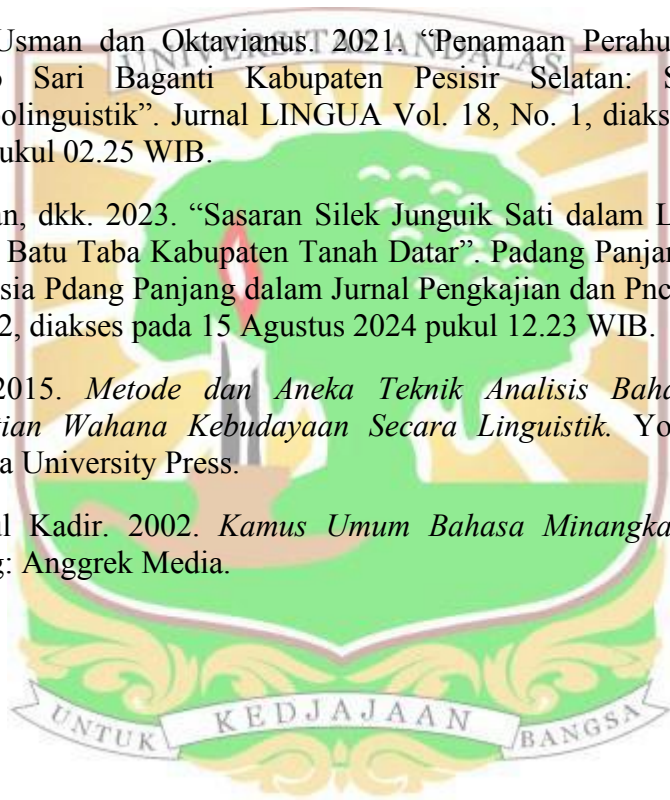 Usman dan Oktavianus. 2021. “Penamaan Perahu
UNIVERSITAS ANDALAS
Sari Baganti Kabupaten Pesisir Selatan:
olinguistik”. Jurnal LINGUA Vol. 18, No. 1, diaks
ukul 02.25 WIB.
an, dkk. 2023. “Sasaran Silek Junguik Sati dalam L
Batu Taba Kabupaten Tanah Datar”. Padang Panjar
sia Pdang Panjang dalam Jurnal Pengkajian dan Pnc
2, diakses pada 15 Agustus 2024 pukul 12.23 WIB.
2015. Metode dan Aneka Teknik Analisis Baha
tian Wahana Kebudayaan Secara Linguistik. Yo
a University Press.
ul Kadir. 2002. Kamus Umum Bahasa Minangka
g: Anggrek Media.
UNTUK KEDJAJAAN BANGSA